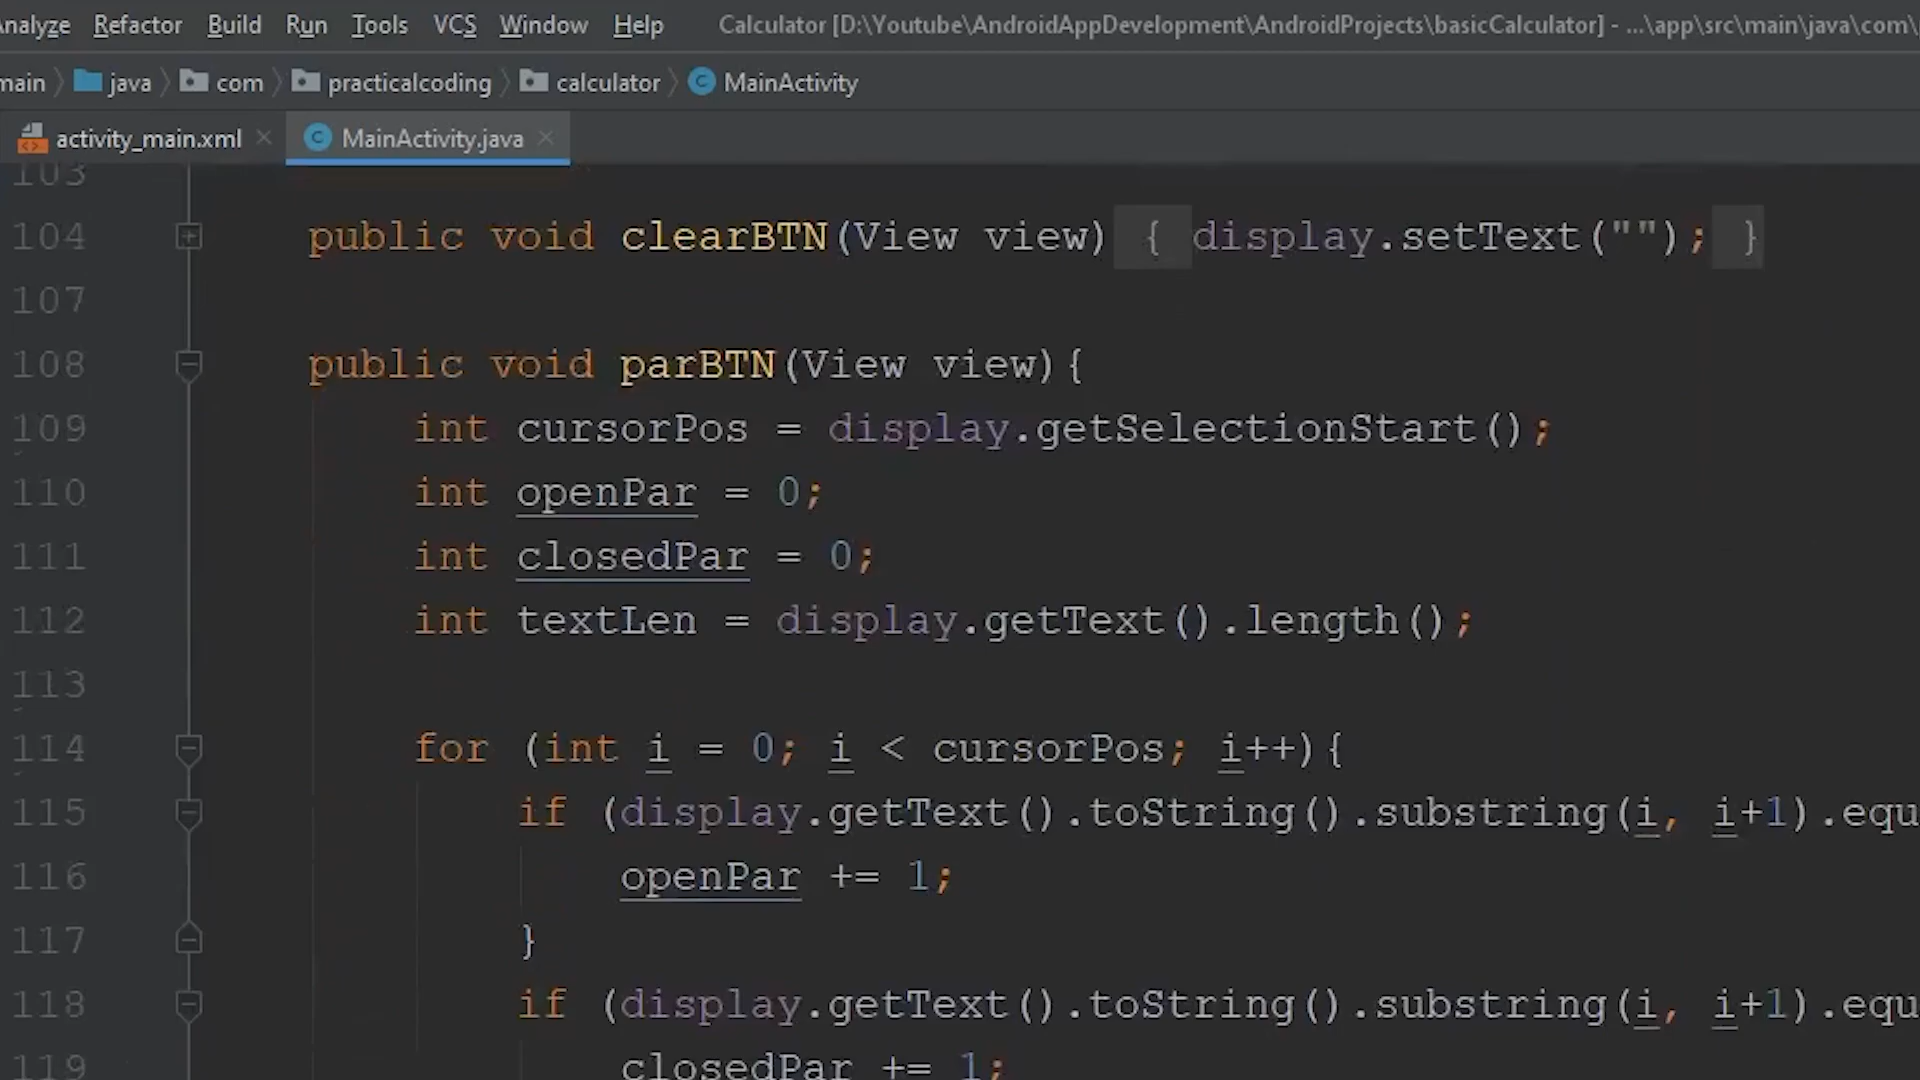 nalyze Refactor Build Run Tools VCS Window Help Calculator [D:\Youtube\AndroidAppDevelopment\AndroidProjects\basicCalculator] - ...\app\src\main\java\com\
main java com practicalcoding calculator MainActivity
activity_main.xml MainActivity.java
103
104 public void clearBTN(View view) { display.setText(""); }
107
108 public void parBTN(View view){
109 int cursorPos = display.getSelectionStart();
110 int openPar = 0;
111 int closedPar = 0;
112 int textLen = display.getText().length();
113
114 for (int i = 0; i < cursorPos; i++){
115 if (display.getText().toString().substring(i, i+1).equ
116 openPar += 1;
117 }
118 if (display.getText().toString().substring(i, i+1).equ
119 closedPar += 1;